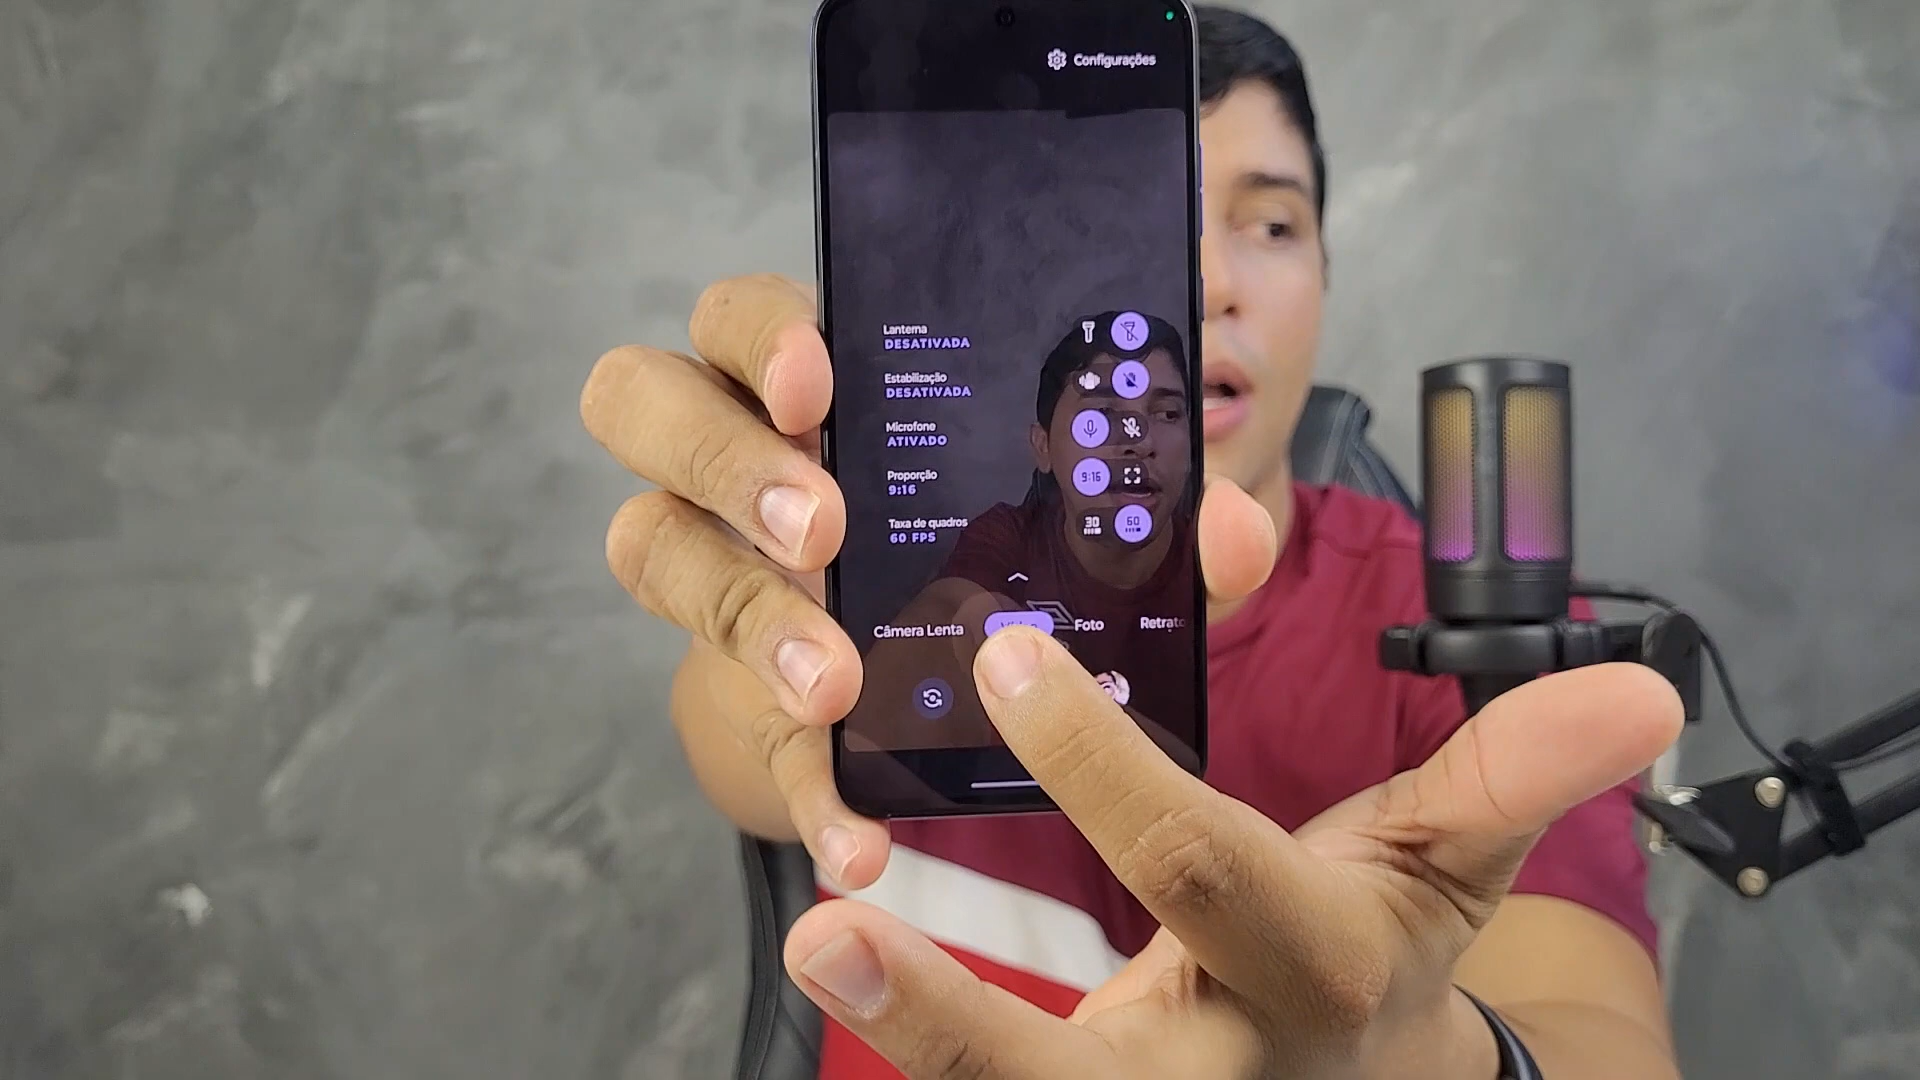 Configurações
Lanterna
DESATIVADA
Estabilização
DESATIVADA
Microfone
ATIVADO
Proporção
9:16
9:16
Taxa de quadros
60 FPS
30
60
Câmera Lenta
Foto
Retrato